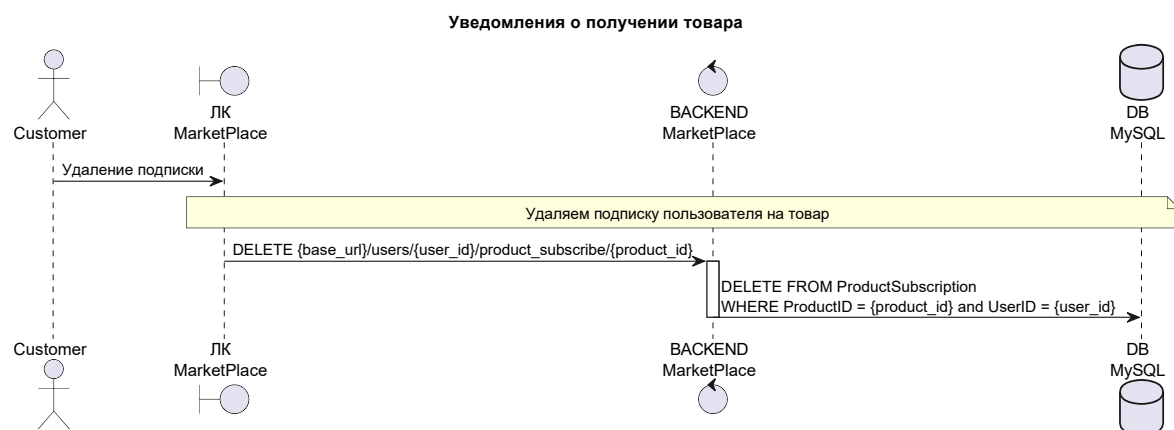 Уведомления о получении товара
Customer
ЛК
MarketPlace
BACKEND
MarketPlace
DB
MySQL
Удаление подписки
Удаляем подписку пользователя на товар
DELETE {base_url}/users/{user_id}/product_subscribe/{product_id}
DELETE FROM ProductSubscription
WHERE ProductID = {product_id} and UserID = {user_id}
Customer
ЛК
MarketPlace
BACKEND
MarketPlace
DB
MySQL